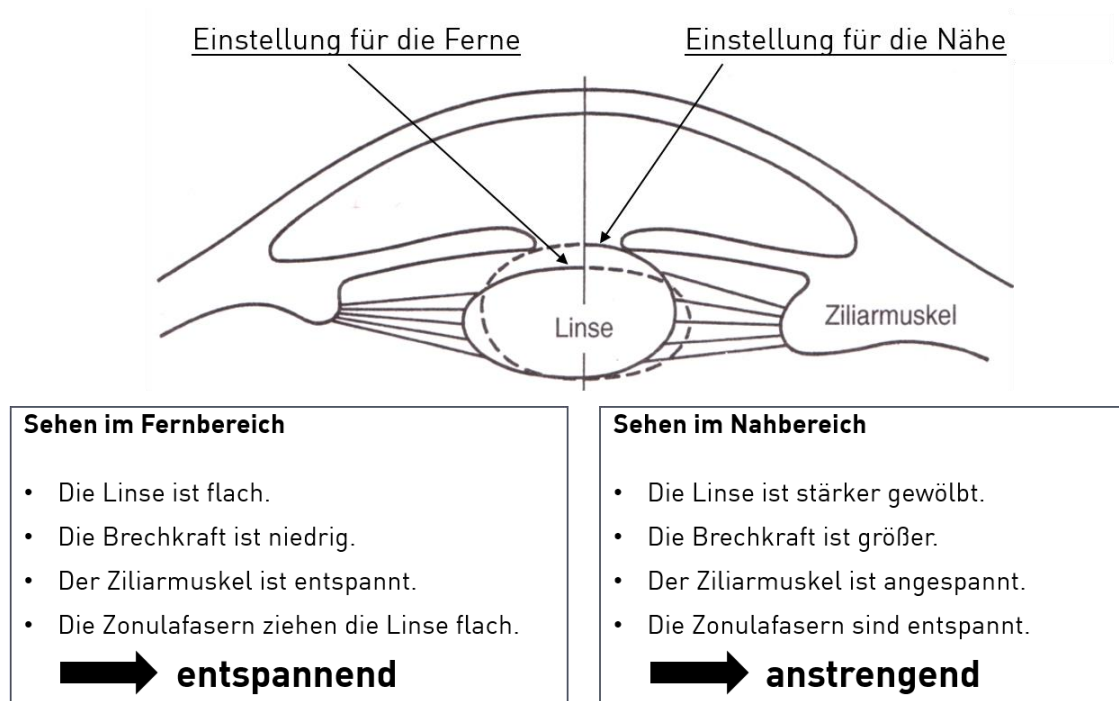 Einstellung für die Ferne
Einstellung für die Nähe
Linse
Ziliarmuskel
Sehen im Fernbereich
• Die Linse ist flach.
• Die Brechkraft ist niedrig.
• Der Ziliarmuskel ist entspannt.
• Die Zonulafasern ziehen die Linse flach.
entspannend
Sehen im Nahbereich
• Die Linse ist stärker gewölbt.
• Die Brechkraft ist größer.
• Der Ziliarmuskel ist angespannt.
• Die Zonulafasern sind entspannt.
anstrengend